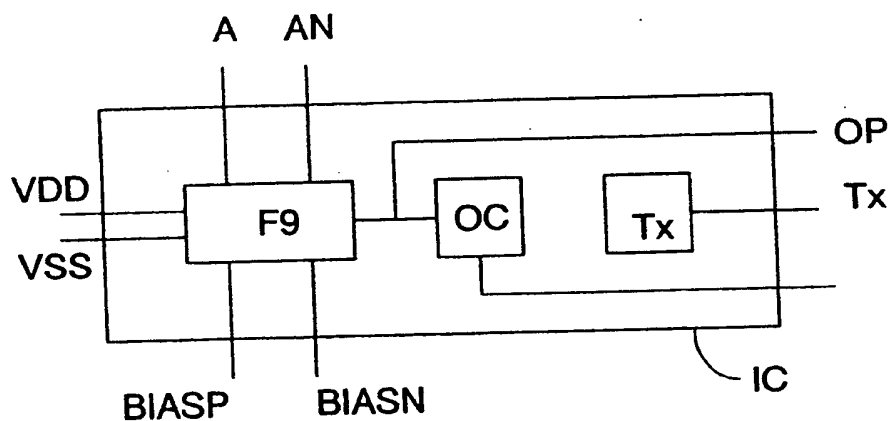 A AN
OP
VDD
F9
OC
Tx
Tx
VSS
IC
BIASP BIASN